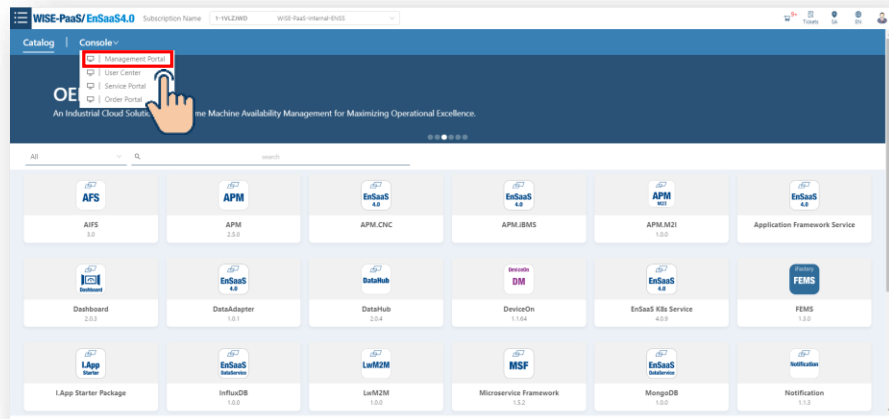 WISE-PaaS/ EnSaaS4.0 Subscription Name 1-1VLZJWD WISE-PaaS-Internal-ENSS 9+ Tickets EN
Catalog | Console
Management Portal
User Center
Service Portal
Order Portal
OE
An Industrial Cloud Soluti me Machine Availability Management for Maximizing Operational Excellence.
All search
AFS APM EnSaaS 4.0 EnSaaS 4.0 APM M2I EnSaaS 4.0
AIFS APM APM.CNC APM.iBMS APM.M2I Application Framework Service
3.0 2.5.0 1.0.0
Dashboard EnSaaS 4.0 DataHub DeviceOn DM EnSaaS 4.0 iFactory FEMS
Dashboard DataAdapter DataHub DeviceOn EnSaaS K8s Service FEMS
2.0.3 1.0.1 2.0.4 1.1.64 4.0.9 1.3.0
I.App Starter EnSaaS DataService LwM2M MSF EnSaaS DataService Notification
I.App Starter Package InfluxDB LwM2M Microservice Framework MongoDB Notification
1.0.0 1.0.0 1.5.2 1.0.0 1.1.3